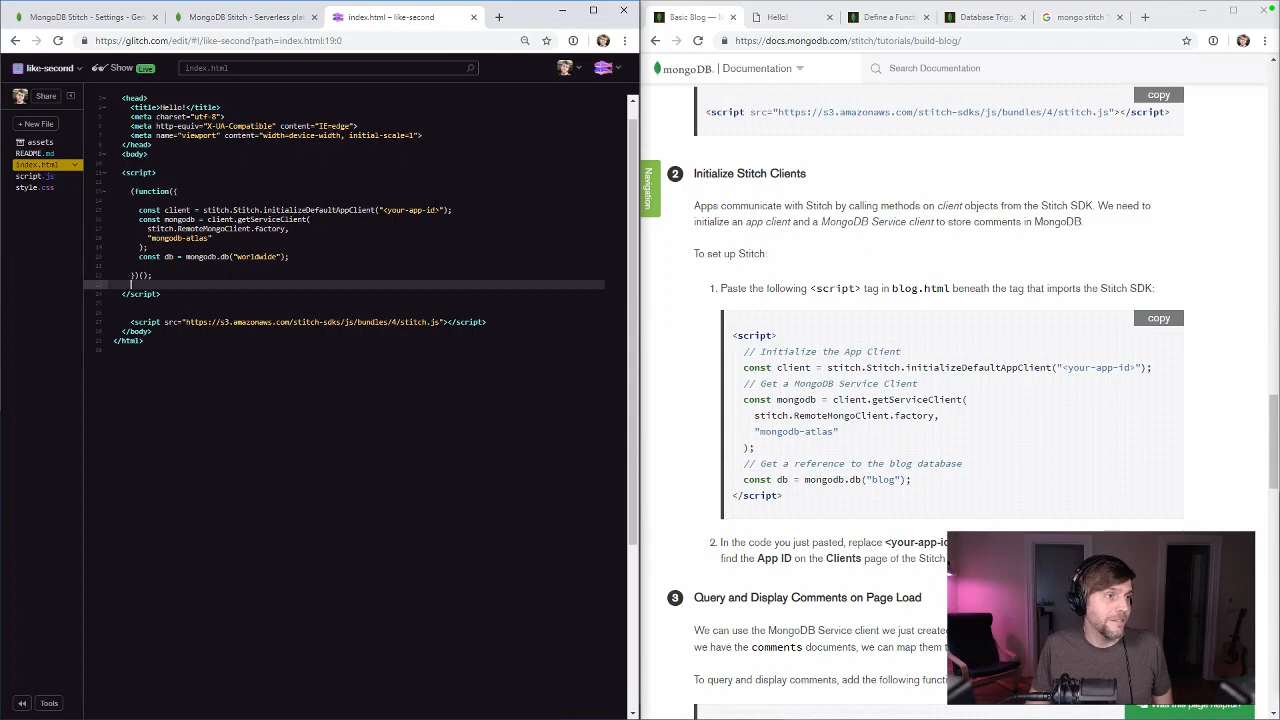 MongoDB Stitch - Settings - Gen
MongoDB Stitch - Serverless pla
index.html – like-second
https://glitch.com/edit/#!/like-second?path=index.html:19:0
like-second
Show
Live
index.html
Share
+ New File
assets
README.md
index.html
script.js
style.css
<head>
<title>Hello!</title>
<meta charset="utf-8">
<meta http-equiv="X-UA-Compatible" content="IE=edge">
<meta name="viewport" content="width=device-width, initial-scale=1">
</head>
<body>
<script>
(function({
const client = stitch.Stitch.initializeDefaultAppClient("<your-app-id>");
const mongodb = client.getServiceClient(
stitch.RemoteMongoClient.factory,
"mongodb-atlas"
);
const db = mongodb.db("worldwide");
})();
</script>
<script src="https://s3.amazonaws.com/stitch-sdks/js/bundles/4/stitch.js"></script>
</body>
</html>
Tools
Basic Blog — M
Hello!
Define a Funct
Database Trigg
mongo stitch "
https://docs.mongodb.com/stitch/tutorials/build-blog/
mongoDB. | Documentation
Search Documentation
copy
<script src="https://s3.amazonaws.com/stitch-sdks/js/bundles/4/stitch.js"></script>
Navigation
2 Initialize Stitch Clients
Apps communicate with Stitch by calling methods on client objects from the Stitch SDK. We need to
initialize an app client and a MongoDB Service client to store comments in MongoDB.
To set up Stitch:
1. Paste the following <script> tag in blog.html beneath the tag that imports the Stitch SDK:
copy
<script>
// Initialize the App Client
const client = stitch.Stitch.initializeDefaultAppClient("<your-app-id>");
// Get a MongoDB Service Client
const mongodb = client.getServiceClient(
stitch.RemoteMongoClient.factory,
"mongodb-atlas"
);
// Get a reference to the blog database
const db = mongodb.db("blog");
</script>
2. In the code you just pasted, replace <your-app-id
find the App ID on the Clients page of the Stitch
3 Query and Display Comments on Page Load
We can use the MongoDB Service client we just create
we have the comments documents, we can map them t
To query and display comments, add the following functi
Was this page helpful?